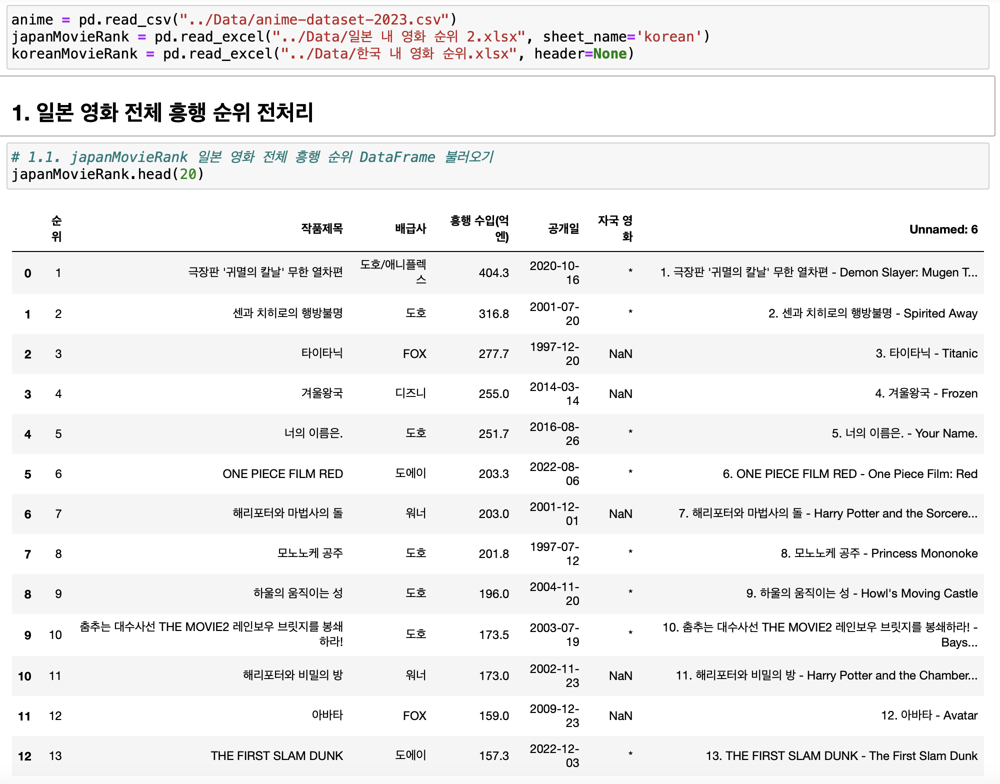 anime = pd.read_csv("../Data/anime-dataset-2023.csv")
japanMovieRank = pd.read_excel("../Data/일본 내 영화 순위 2.xlsx", sheet_name='korean')
koreanMovieRank = pd.read_excel("../Data/한국 내 영화 순위.xlsx", header=None)
1. 일본 영화 전체 흥행 순위 전처리
# 1.1. japanMovieRank 일본 영화 전체 흥행 순위 DataFrame 불러오기
japanMovieRank.head(20)
순
위 작품제목 배급사 흥행 수입(억
엔) 공개일 자국 영
화 Unnamed: 6
0 1 극장판 '귀멸의 칼날' 무한 열차편 도호/애니플렉
스 404.3 2020-10-
16 * 1. 극장판 '귀멸의 칼날' 무한 열차편 - Demon Slayer: Mugen T...
1 2 센과 치히로의 행방불명 도호 316.8 2001-07-
20 * 2. 센과 치히로의 행방불명 - Spirited Away
2 3 타이타닉 FOX 277.7 1997-12-
20 NaN 3. 타이타닉 - Titanic
3 4 겨울왕국 디즈니 255.0 2014-03-
14 NaN 4. 겨울왕국 - Frozen
4 5 너의 이름은. 도호 251.7 2016-08-
26 * 5. 너의 이름은. - Your Name.
5 6 ONE PIECE FILM RED 도에이 203.3 2022-08-
06 * 6. ONE PIECE FILM RED - One Piece Film: Red
6 7 해리포터와 마법사의 돌 워너 203.0 2001-12-
01 NaN 7. 해리포터와 마법사의 돌 - Harry Potter and the Sorcere...
7 8 모노노케 공주 도호 201.8 1997-07-
12 * 8. 모노노케 공주 - Princess Mononoke
8 9 하울의 움직이는 성 도호 196.0 2004-11-
20 * 9. 하울의 움직이는 성 - Howl's Moving Castle
9 10 춤추는 대수사선 THE MOVIE2 레인보우 브릿지를 봉쇄
하라! 도호 173.5 2003-07-
19 * 10. 춤추는 대수사선 THE MOVIE2 레인보우 브릿지를 봉쇄하라! -
Bays...
10 11 해리포터와 비밀의 방 워너 173.0 2002-11-
23 NaN 11. 해리포터와 비밀의 방 - Harry Potter and the Chamber...
11 12 아바타 FOX 159.0 2009-12-
23 NaN 12. 아바타 - Avatar
12 13 THE FIRST SLAM DUNK 도에이 157.3 2022-12-
03 * 13. THE FIRST SLAM DUNK - The First Slam Dunk